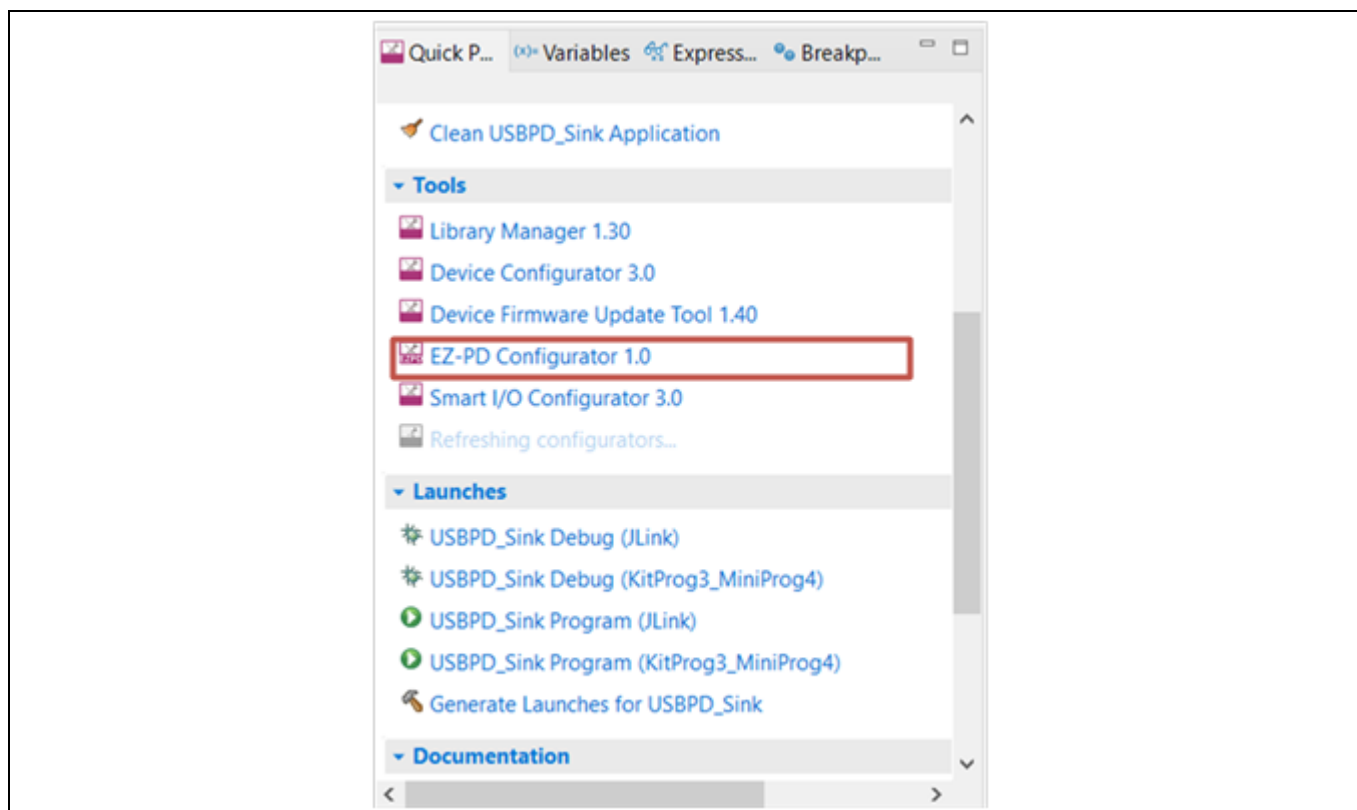 Quick P... (x)= Variables Express... Breakp...
Clean USBPD_Sink Application
Tools
Library Manager 1.30
Device Configurator 3.0
Device Firmware Update Tool 1.40
EZ-PD Configurator 1.0
Smart I/O Configurator 3.0
Refreshing configurators...
Launches
USBPD_Sink Debug (JLink)
USBPD_Sink Debug (KitProg3_MiniProg4)
USBPD_Sink Program (JLink)
USBPD_Sink Program (KitProg3_MiniProg4)
Generate Launches for USBPD_Sink
Documentation